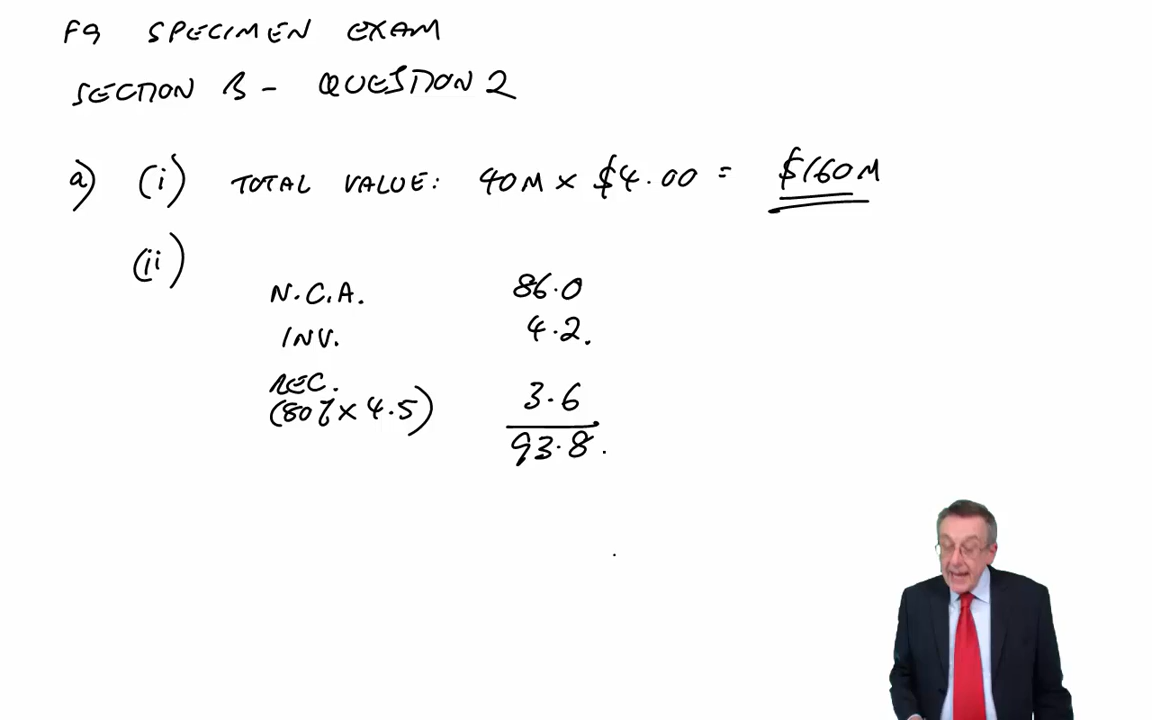 F9 SPECIMEN EXAM
SECTION B - QUESTION 2
a) (i) TOTAL VALUE: 40M × $4.00 = $160M
(ii)
N.C.A. 86.0
INV. 4.2.
REC.
(80% × 4.5) 3.6
93.8.